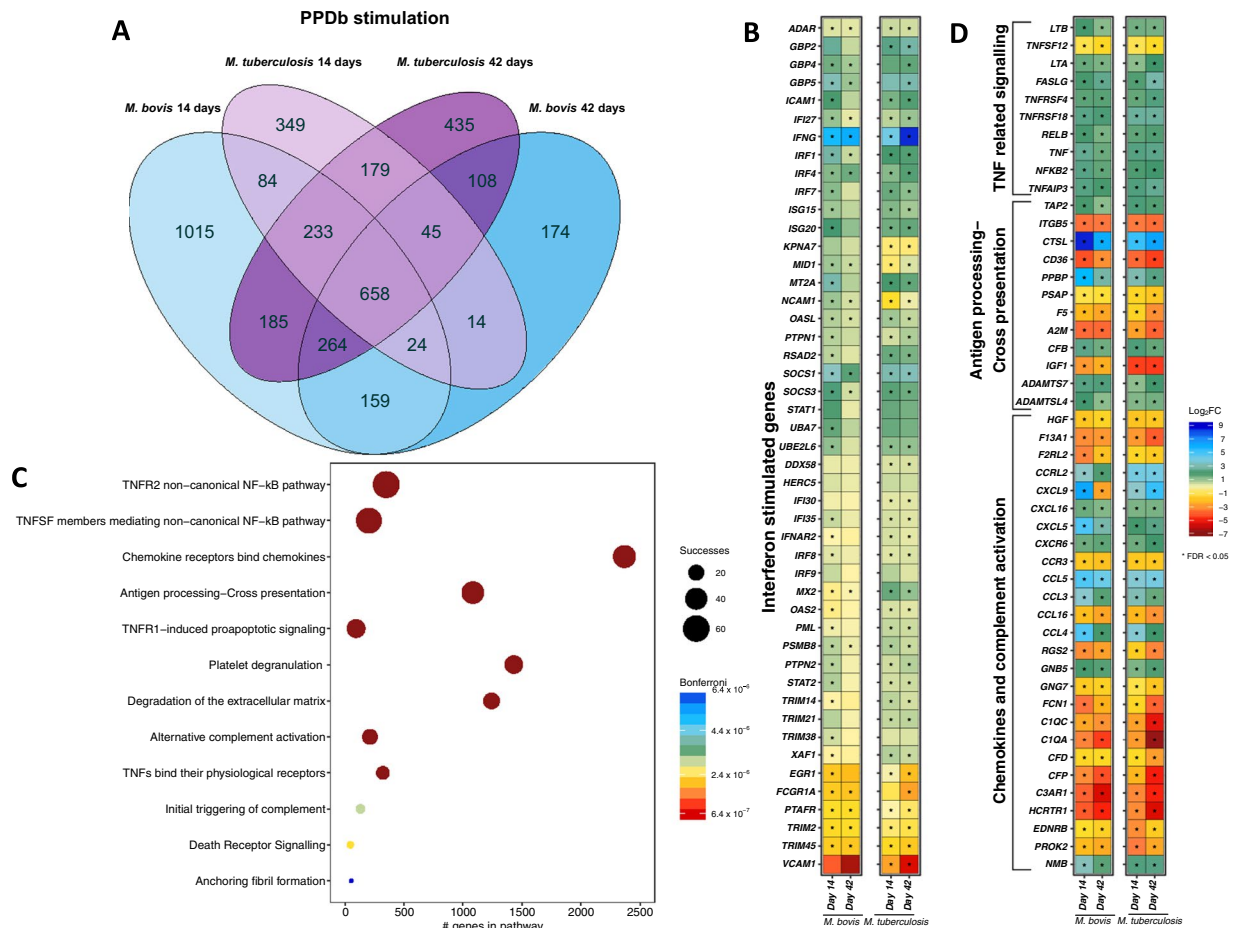 PPDb stimulation
A
M. tuberculosis 14 days
M. tuberculosis 42 days
M. bovis 14 days
M. bovis 42 days
349
435
179
84
108
1015
233
45
174
658
185
14
264
24
159
C
TNFR2 non−canonical NF−kB pathway
TNFSF members mediating non−canonical NF−kB pathway
Chemokine receptors bind chemokines
Antigen processing−Cross presentation
TNFR1−induced proapoptotic signaling
Platelet degranulation
Degradation of the extracellular matrix
Alternative complement activation
TNFs bind their physiological receptors
Initial triggering of complement
Death Receptor Signalling
Anchoring fibril formation
0
500
1000
1500
2000
2500
# genes in pathway
Successes
20
40
60
Bonferroni
6.4 x 10⁻⁶
4.4 x 10⁻⁶
2.4 x 10⁻⁶
6.4 x 10⁻⁷
B
Interferon stimulated genes
ADAR
GBP2
GBP4
GBP5
ICAM1
IFI27
IFNG
IRF1
IRF4
IRF7
ISG15
ISG20
KPNA7
MID1
MT2A
NCAM1
OASL
PTPN1
RSAD2
SOCS1
SOCS3
STAT1
UBA7
UBE2L6
DDX58
HERC5
IFI30
IFI35
IFNAR2
IRF8
IRF9
MX2
OAS2
PML
PSMB8
PTPN2
STAT2
TRIM14
TRIM21
TRIM38
XAF1
EGR1
FCGR1A
PTAFR
TRIM2
TRIM45
VCAM1
Day 14
Day 42
Day 14
Day 42
M. bovis
M. tuberculosis
D
TNF related signalling
Antigen processing−
Cross presentation
Chemokines and complement activation
LTB
TNFSF12
LTA
FASLG
TNFRSF4
TNFRSF18
RELB
TNF
NFKB2
TNFAIP3
TAP2
ITGB5
CTSL
CD36
PPBP
PSAP
F5
A2M
CFB
IGF1
ADAMTS7
ADAMTSL4
HGF
F13A1
F2RL2
CCRL2
CXCL9
CXCL16
CXCL5
CXCR6
CCR3
CCL5
CCL3
CCL16
CCL4
RGS2
GNB5
GNG7
FCN1
C1QC
C1QA
CFD
CFP
C3AR1
HCRTR1
EDNRB
PROK2
NMB
Day 14
Day 42
Day 14
Day 42
M. bovis
M. tuberculosis
Log₂FC
9
7
5
3
1
−1
−3
−5
−7
* FDR < 0.05